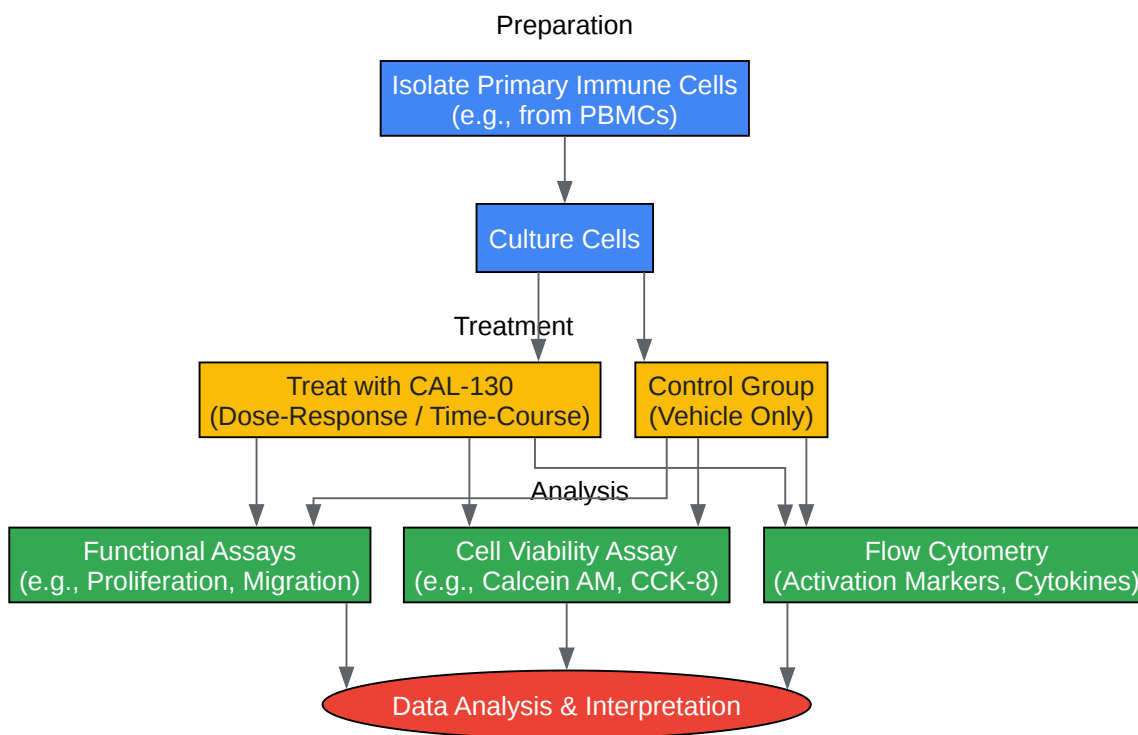 Preparation
Isolate Primary Immune Cells
(e.g., from PBMCs)
Culture Cells
Treatment
Treat with CAL-130
(Dose-Response / Time-Course)
Control Group
(Vehicle Only)
Analysis
Functional Assays
(e.g., Proliferation, Migration)
Cell Viability Assay
(e.g., Calcein AM, CCK-8)
Flow Cytometry
(Activation Markers, Cytokines)
Data Analysis & Interpretation